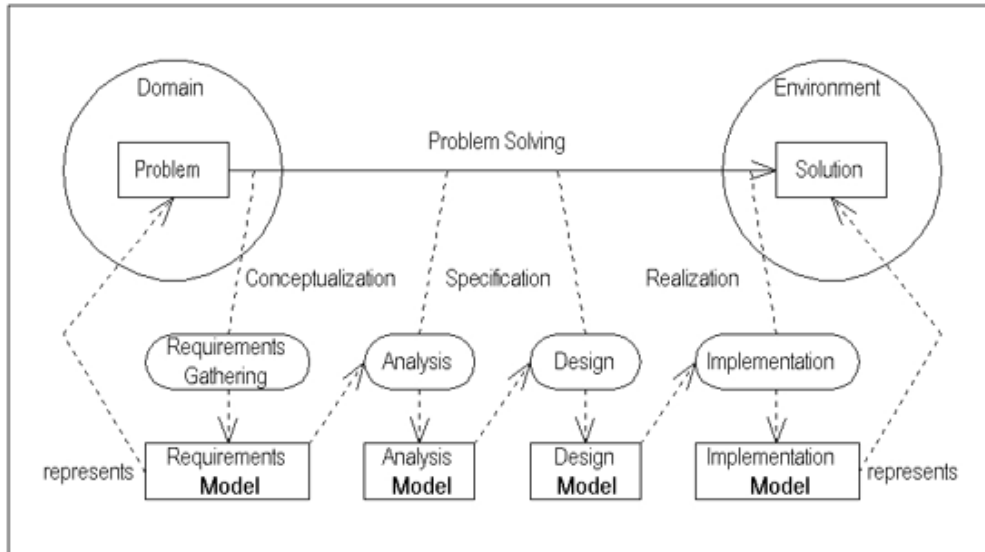 Domain
Environment
Problem Solving
Problem
Solution
Conceptualization
Specification
Realization
Requirements
Gathering
Analysis
Design
Implementation
represents
Requirements
Model
Analysis
Model
Design
Model
Implementation
Model
represents